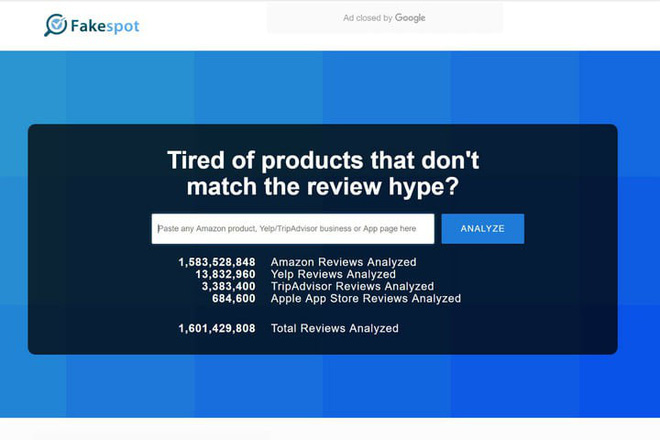 Fakespot
Ad closed by Google
Tired of products that don't
match the review hype?
Paste any Amazon product, Yelp/TripAdvisor business or App page here
ANALYZE
1,583,528,848 Amazon Reviews Analyzed
13,832,960 Yelp Reviews Analyzed
3,383,400 TripAdvisor Reviews Analyzed
684,600 Apple App Store Reviews Analyzed
1,601,429,808 Total Reviews Analyzed